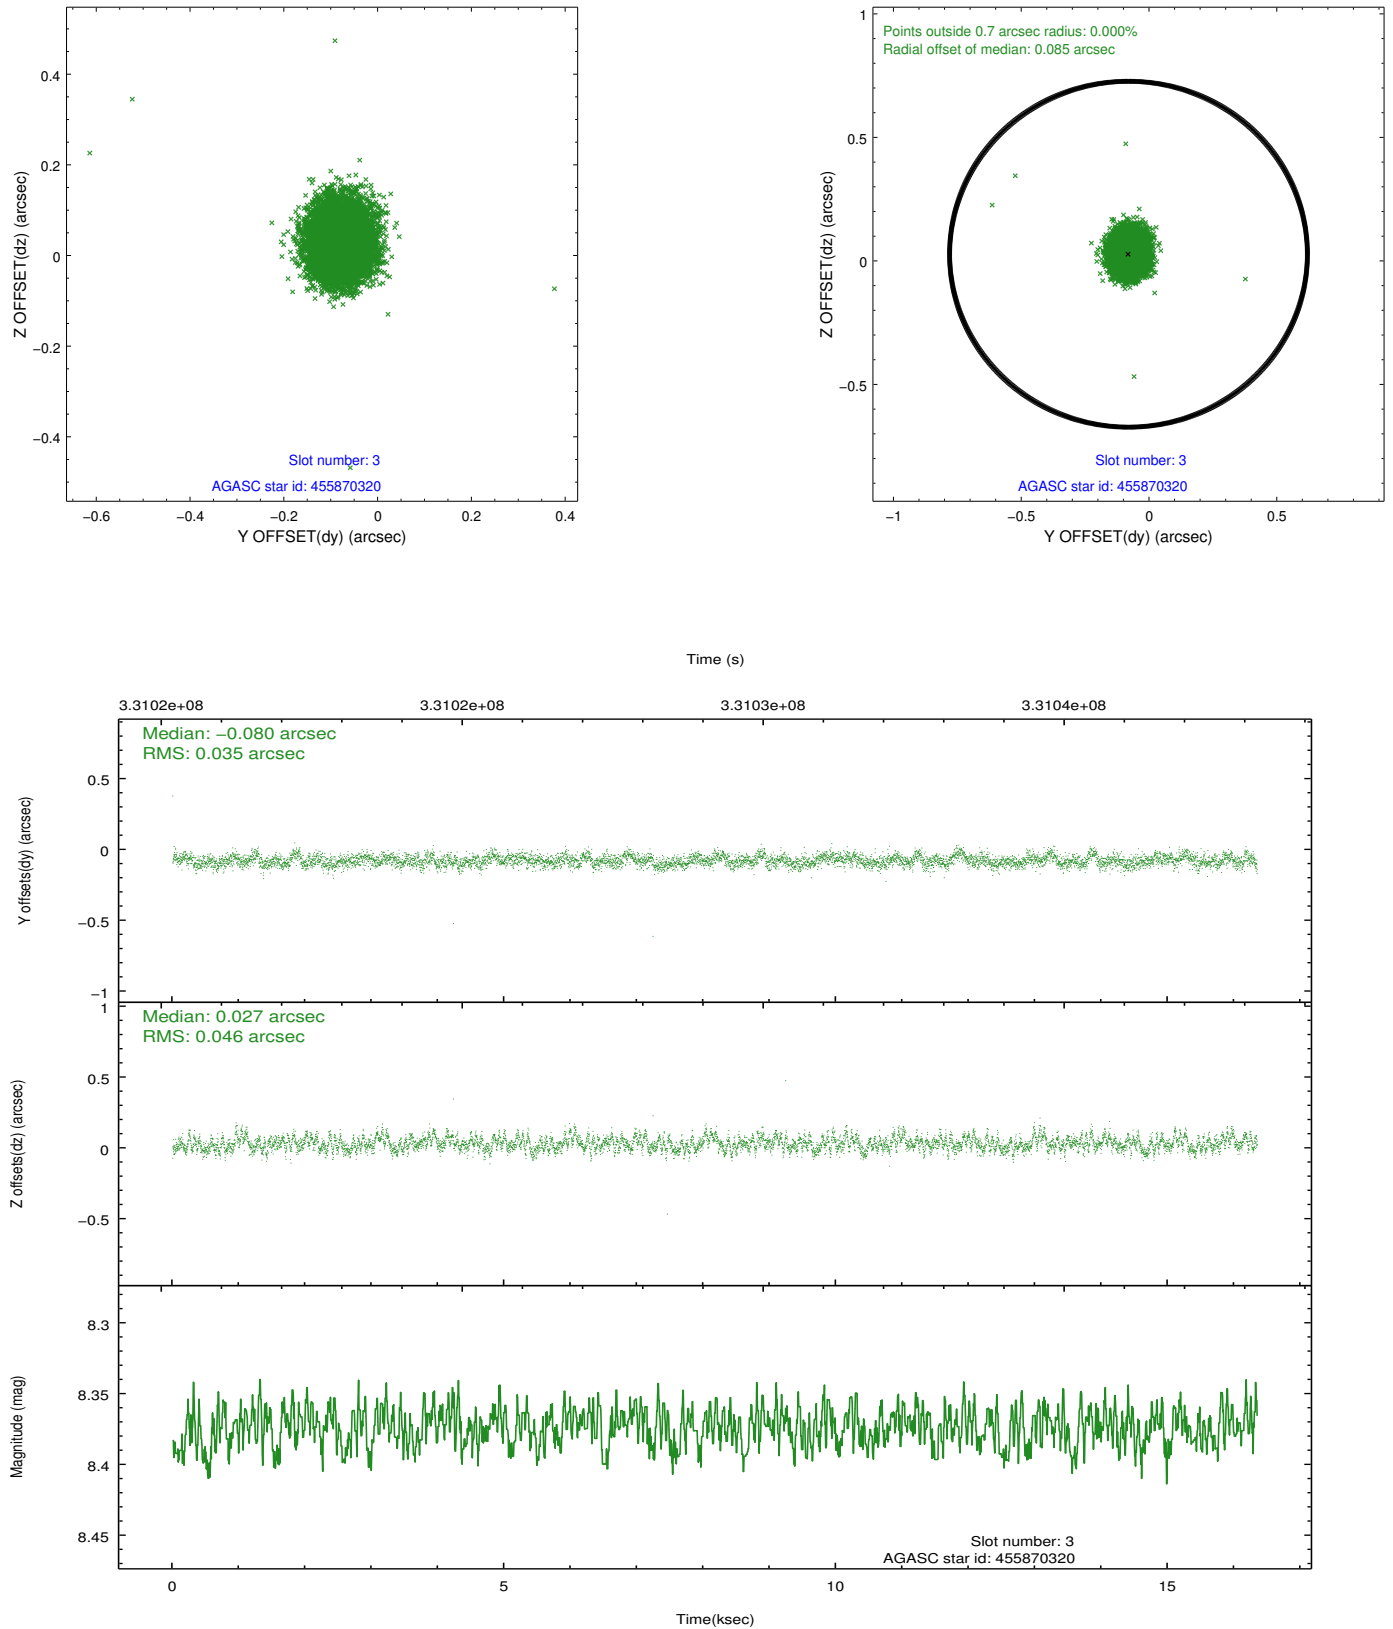 0.4
0.2
0
−0.2
−0.4
Z OFFSET(dz) (arcsec)
Slot number: 3
AGASC star id: 455870320
−0.6
−0.4
−0.2
0
0.2
0.4
Y OFFSET(dy) (arcsec)
Points outside 0.7 arcsec radius: 0.000%
Radial offset of median: 0.085 arcsec
1
0.5
0
−0.5
Z OFFSET(dz) (arcsec)
Slot number: 3
AGASC star id: 455870320
−1
−0.5
0
0.5
Y OFFSET(dy) (arcsec)
Time (s)
3.3102e+08
3.3102e+08
3.3103e+08
3.3104e+08
Median: −0.080 arcsec
RMS: 0.035 arcsec
0.5
0
−0.5
−1
Y offsets(dy) (arcsec)
Median: 0.027 arcsec
RMS: 0.046 arcsec
1
0.5
0
−0.5
Z offsets(dz) (arcsec)
8.3
8.35
8.4
8.45
Magnitude (mag)
Slot number: 3
AGASC star id: 455870320
0
5
10
15
Time(ksec)